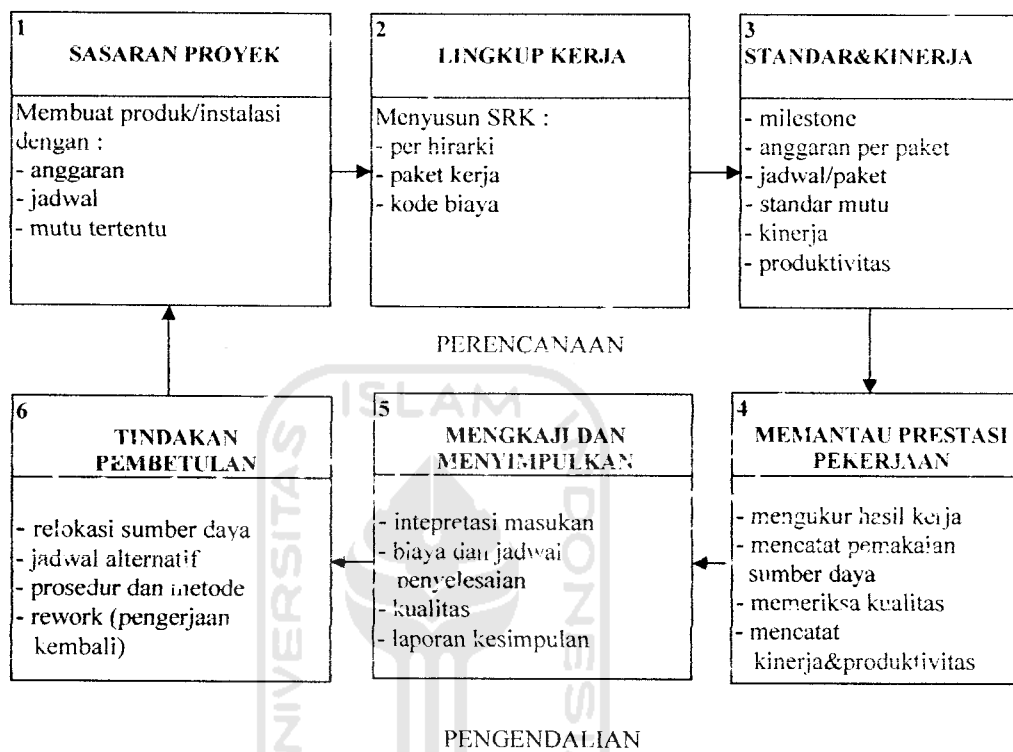 1
SASARAN PROYEK
Membuat produk/instalasi
dengan :
- anggaran
- jadwal
- mutu tertentu
2
LINGKUP KERJA
Menyusun SRK :
- per hirarki
- paket kerja
- kode biaya
3
STANDAR&KINERJA
- milestone
- anggaran per paket
- jadwal/paket
- standar mutu
- kinerja
- produktivitas
PERENCANAAN
6
TINDAKAN
PEMBETULAN
- relokasi sumber daya
- jadwal alternatif
- prosedur dan metode
- rework (pengerjaan
kembali)
5
MENGKAJI DAN
MENYIMPULKAN
- intepretasi masukan
- biaya dan jadwal
penyelesaian
- kualitas
- laporan kesimpulan
4
MEMANTAU PRESTASI
PEKERJAAN
- mengukur hasil kerja
- mencatat pemakaian
sumber daya
- memeriksa kualitas
- mencatat
kinerja&produktivitas
PENGENDALIAN
UNIVERSITAS
ISLAM
INDONESIA